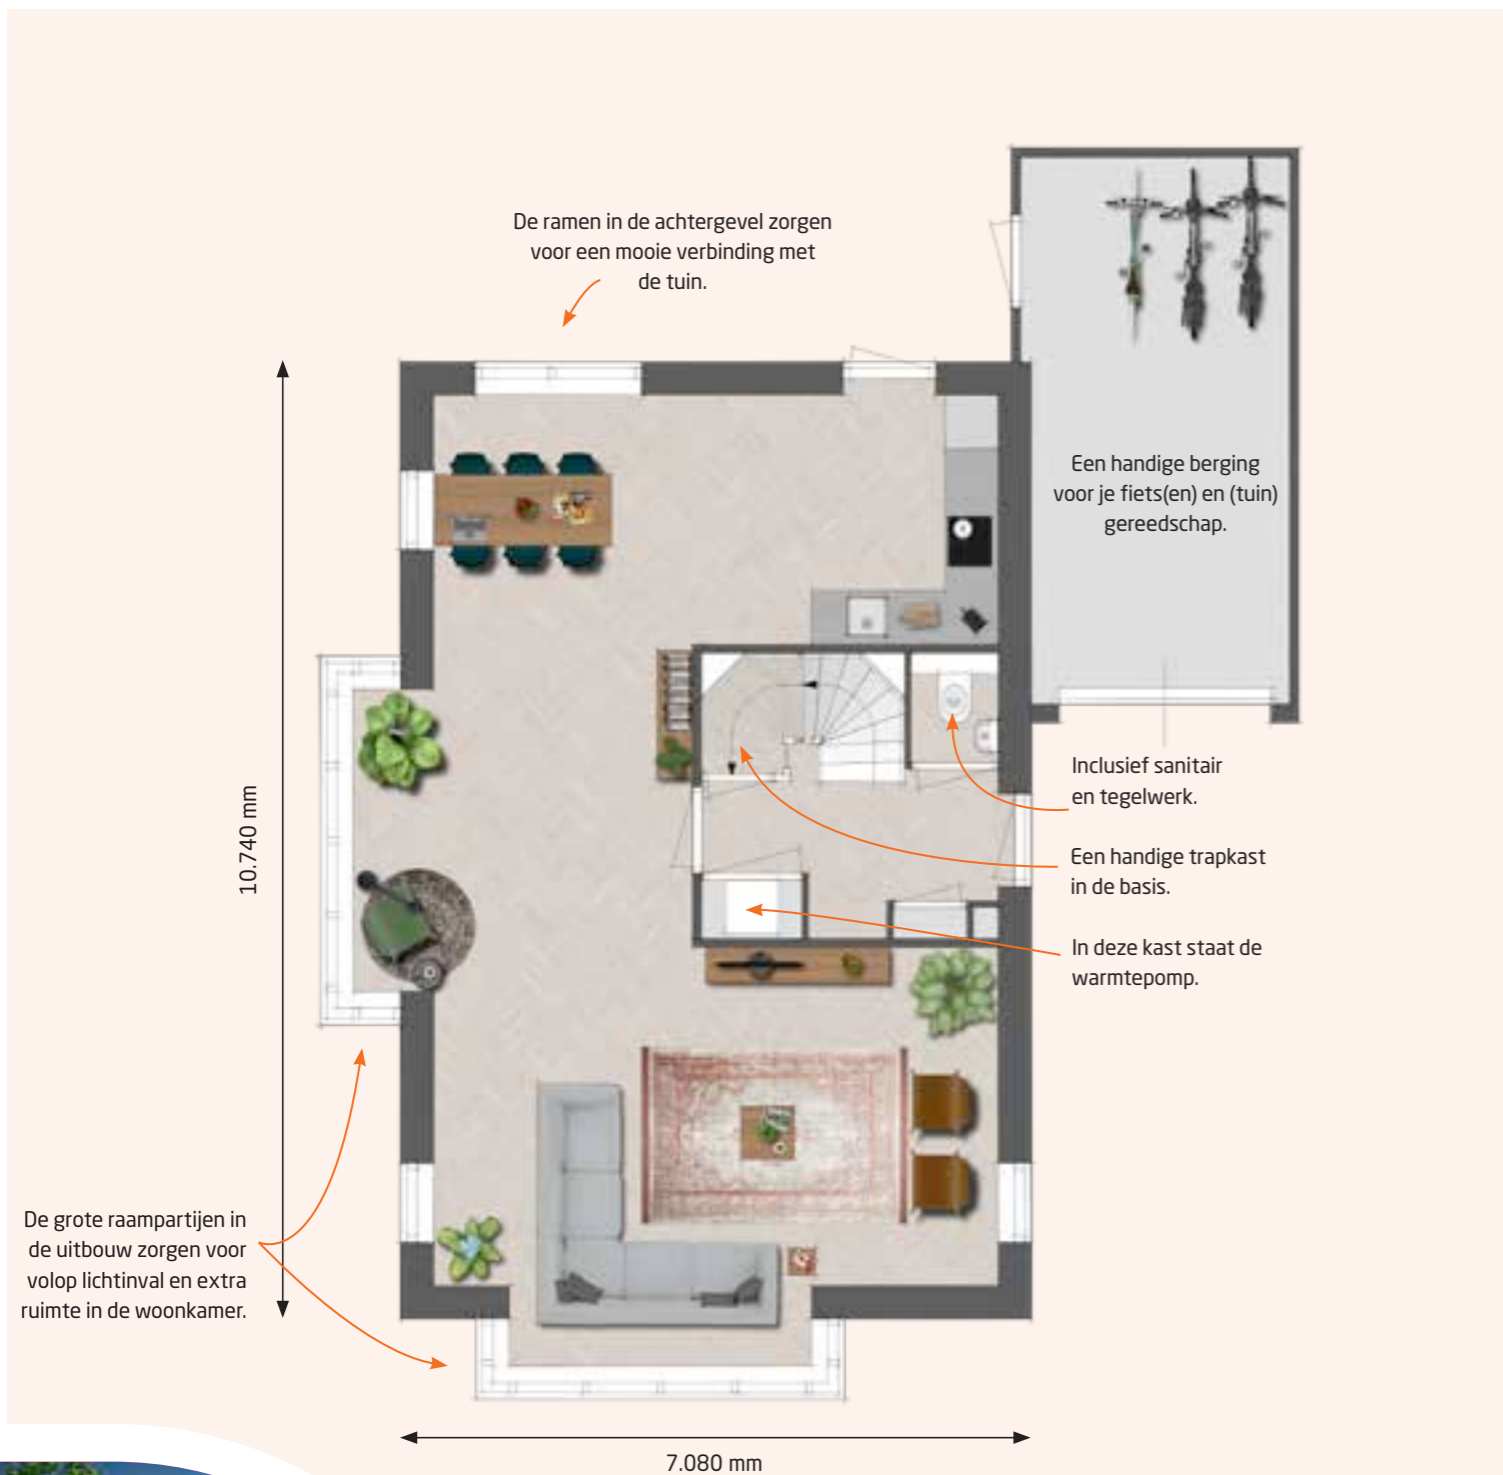 De ramen in de achtergevel zorgen
voor een mooie verbinding met
de tuin.
Een handige berging
voor je fiets(en) en (tuin)
gereedschap.
Inclusief sanitair
en tegelwerk.
10.740 mm
Een handige trapkast
in de basis.
In deze kast staat de
warmtepomp.
De grote raampartijen in
de uitbouw zorgen voor
volop lichtinval en extra
ruimte in de woonkamer.
7.080 mm